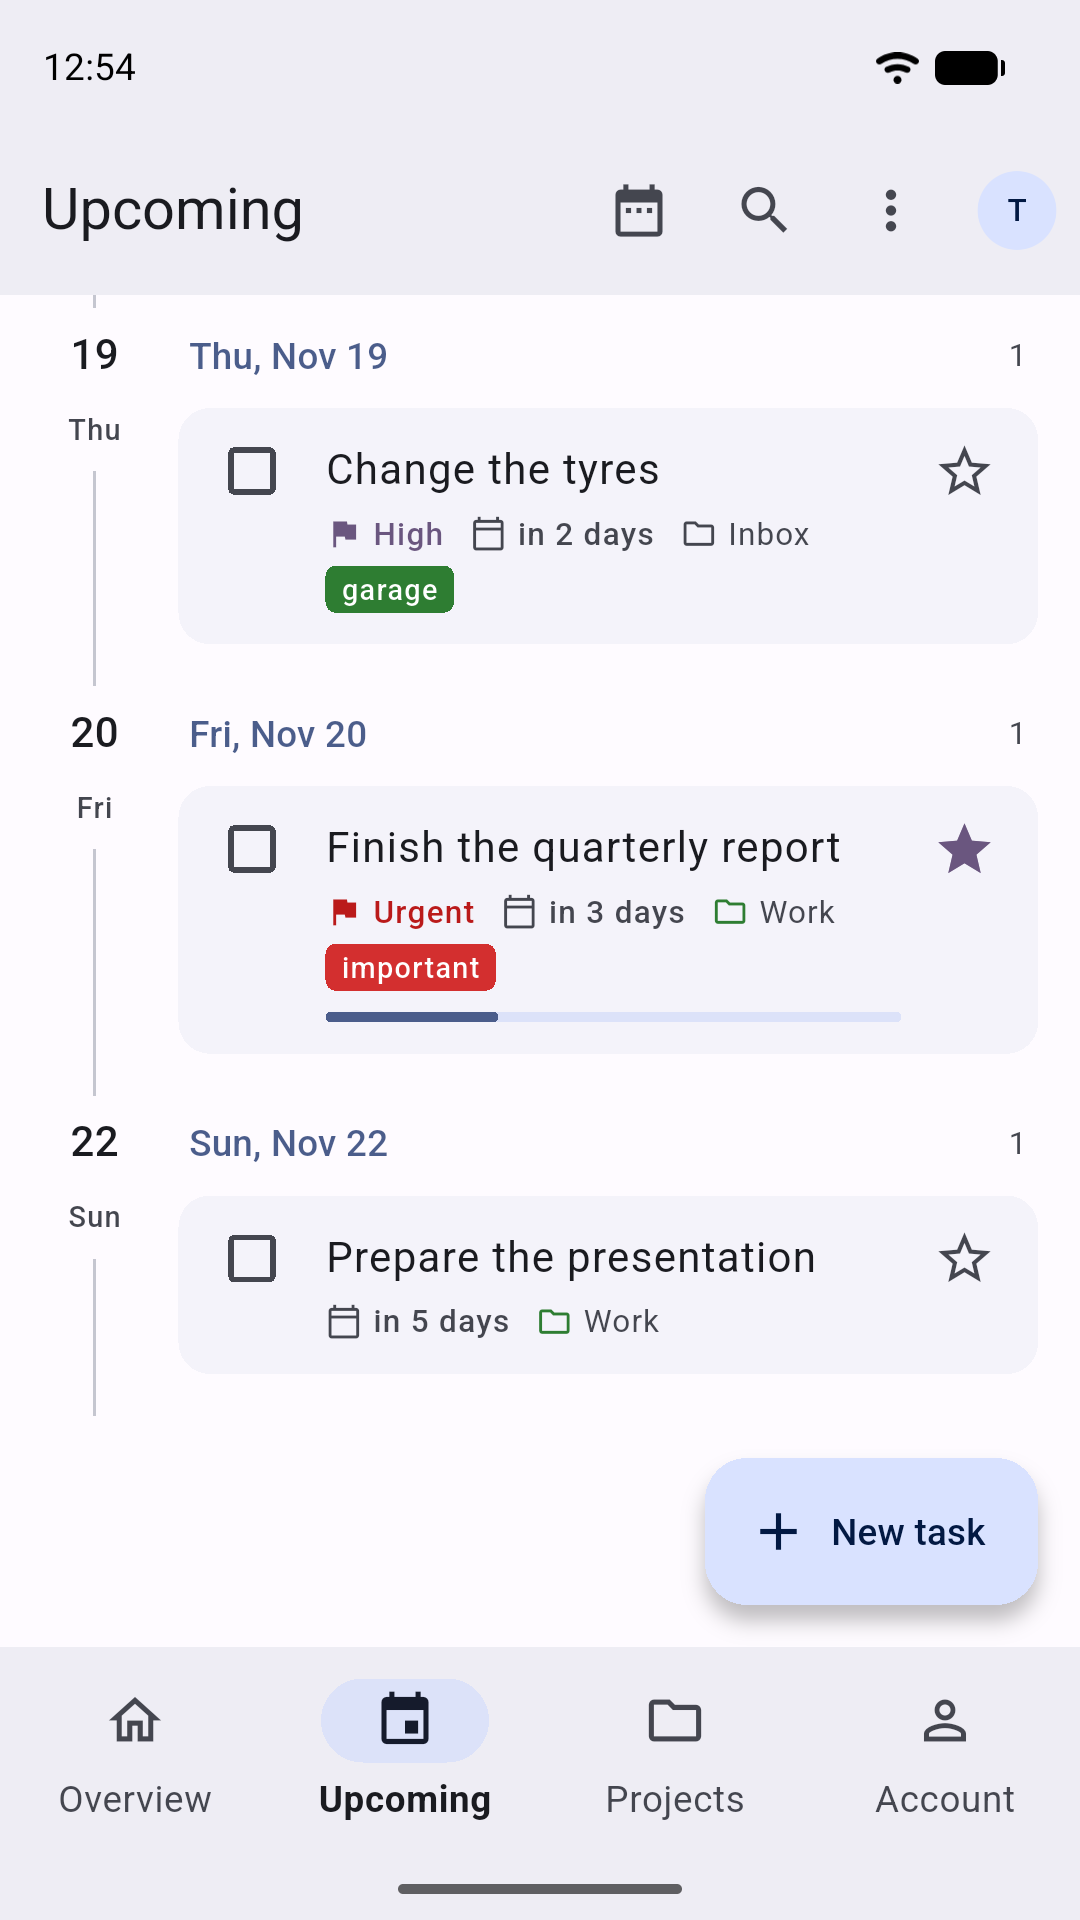 12:54
Upcoming
T
19
Thu, Nov 19
1
Thu
Change the tyres
High
in 2 days
Inbox
garage
20
Fri, Nov 20
1
Fri
Finish the quarterly report
Urgent
in 3 days
Work
important
22
Sun, Nov 22
1
Sun
Prepare the presentation
in 5 days
Work
New task
Overview
Upcoming
Projects
Account